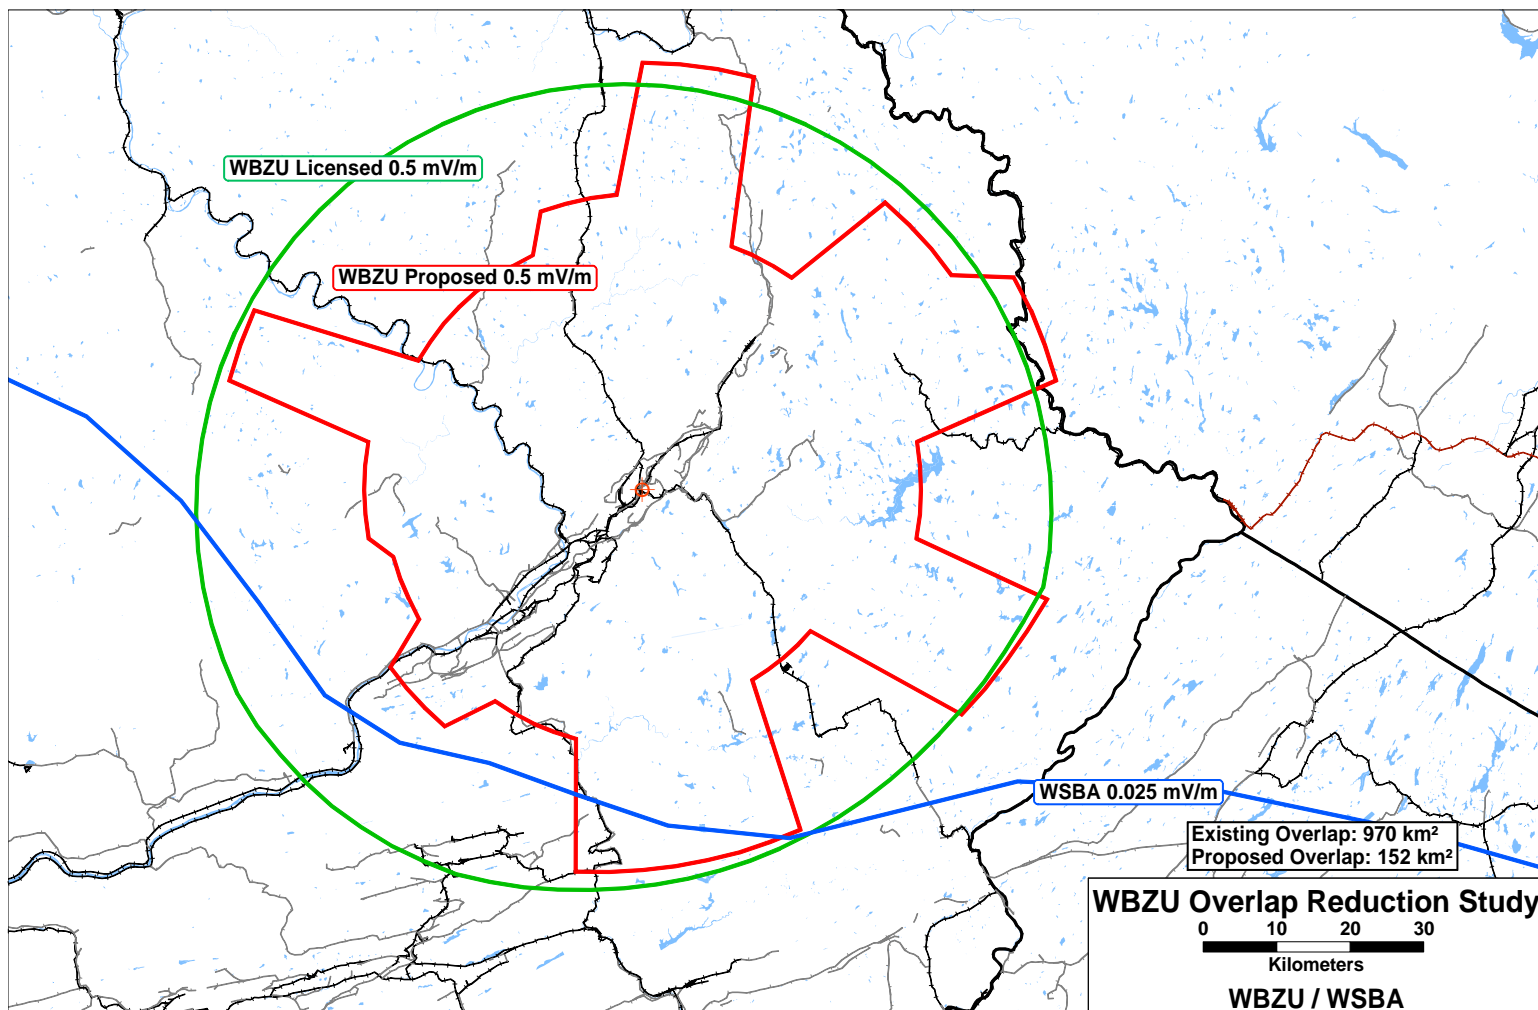 WBZU Licensed 0.5 mV/m
WBZU Proposed 0.5 mV/m
WSBA 0.025 mV/m
Existing Overlap: 970 km²
Proposed Overlap: 152 km²
WBZU Overlap Reduction Study
0 10 20 30
Kilometers
WBZU / WSBA